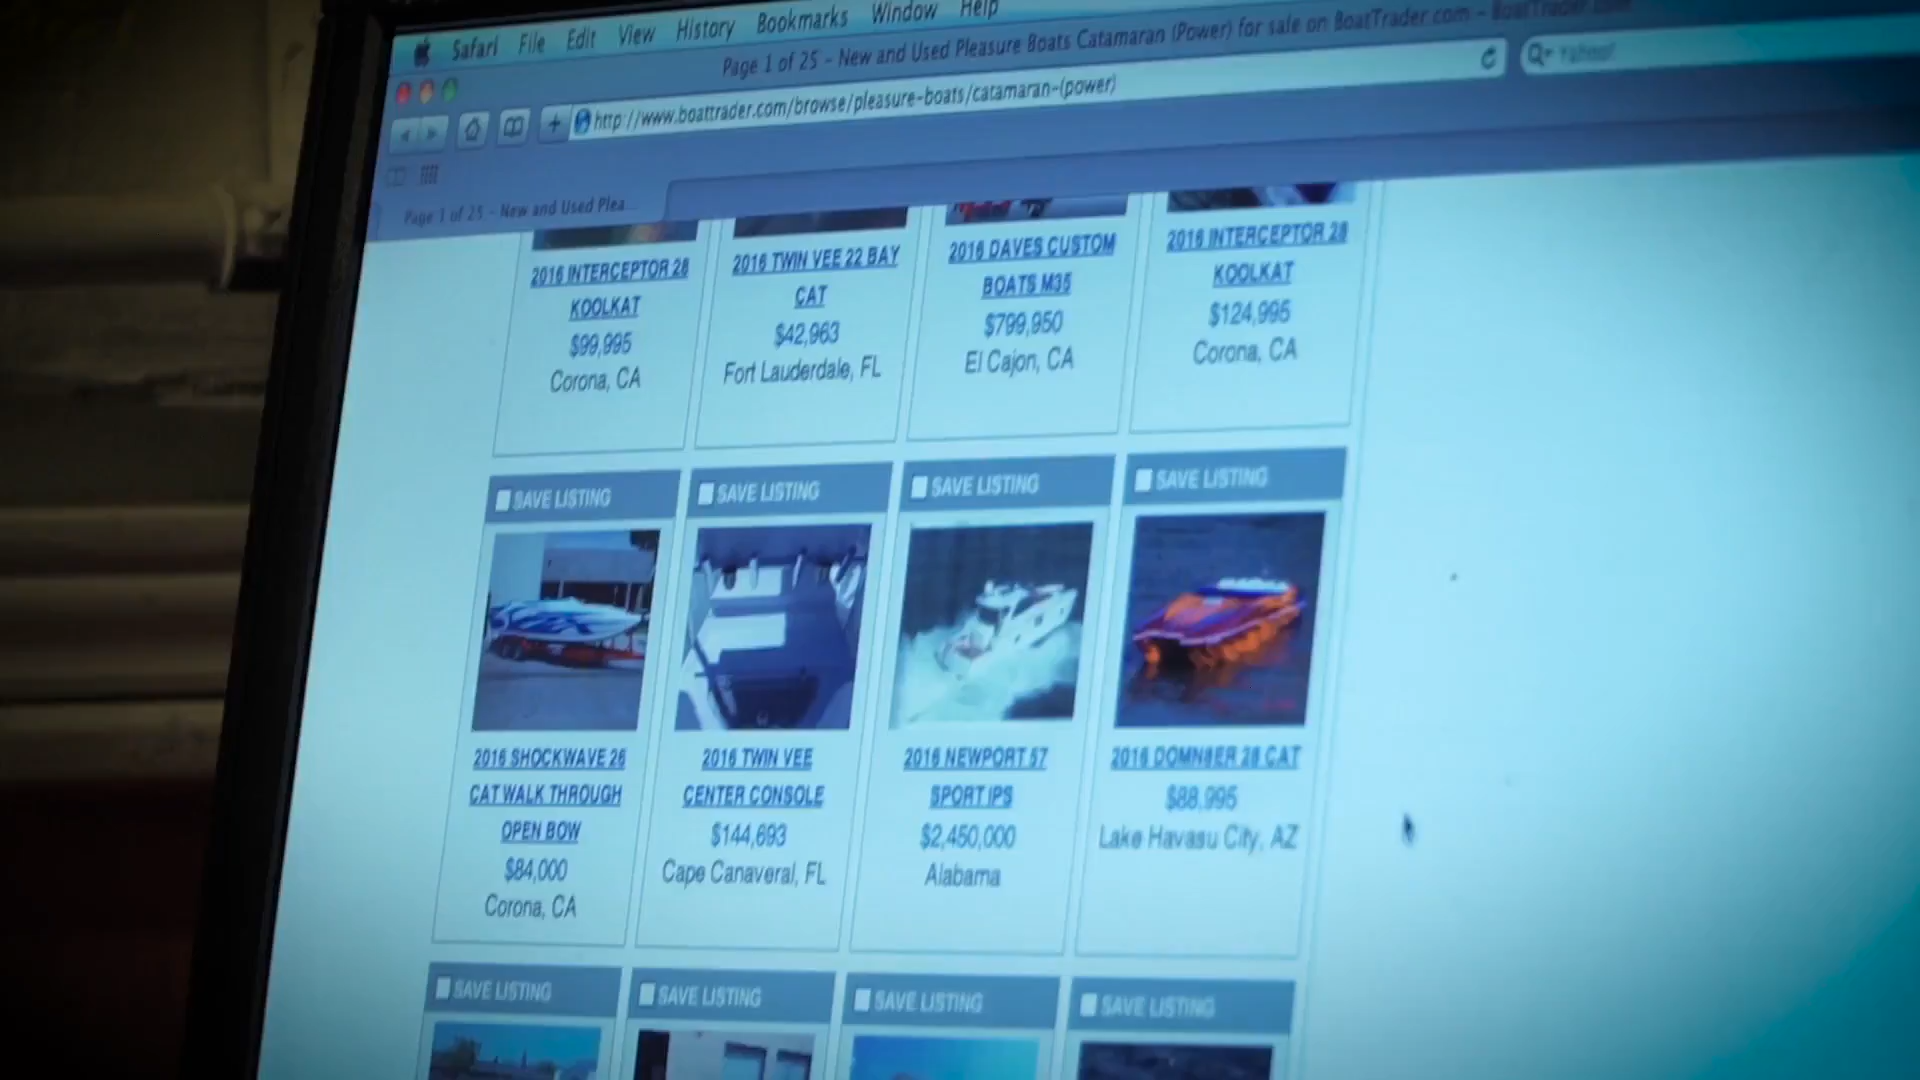 Safari File Edit View History Bookmarks Window Help
Page 1 of 25 - New and Used Pleasure Boats Catamaran (Power) for sale on BoatTrader.com - BoatTrader.com
http://www.boattrader.com/browse/pleasure-boats/catamaran-(power)
Yahoo!
Page 1 of 25 - New and Used Plea...
2016 INTERCEPTOR 28
KOOLKAT
$99,995
Corona, CA
2016 TWIN VEE 22 BAY
CAT
$42,963
Fort Lauderdale, FL
2016 DAVES CUSTOM
BOATS M35
$799,950
El Cajon, CA
2016 INTERCEPTOR 28
KOOLKAT
$124,995
Corona, CA
SAVE LISTING
2016 SHOCKWAVE 26
CAT WALK THROUGH
OPEN BOW
$84,000
Corona, CA
SAVE LISTING
2016 TWIN VEE
CENTER CONSOLE
$144,693
Cape Canaveral, FL
SAVE LISTING
2016 NEWPORT 57
SPORT IPS
$2,450,000
Alabama
SAVE LISTING
2016 DOMN8ER 28 CAT
$88,995
Lake Havasu City, AZ
SAVE LISTING
SAVE LISTING
SAVE LISTING
SAVE LISTING